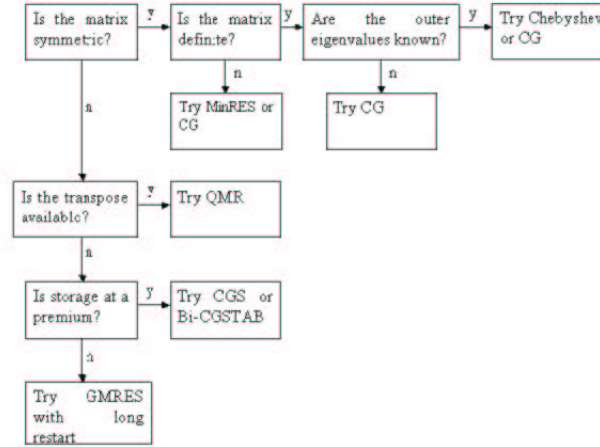 Is the matrix
symmetric?
y
Is the matrix
definite?
y
Are the outer
eigenvalues known?
y
Try Chebyshev
or CG
n
n
n
Try MinRES or
CG
Try CG
Is the transpose
available?
y
Try QMR
n
Is storage at a
premium?
y
Try CGS or
Bi-CGSTAB
n
Try GMRES
with long
restart